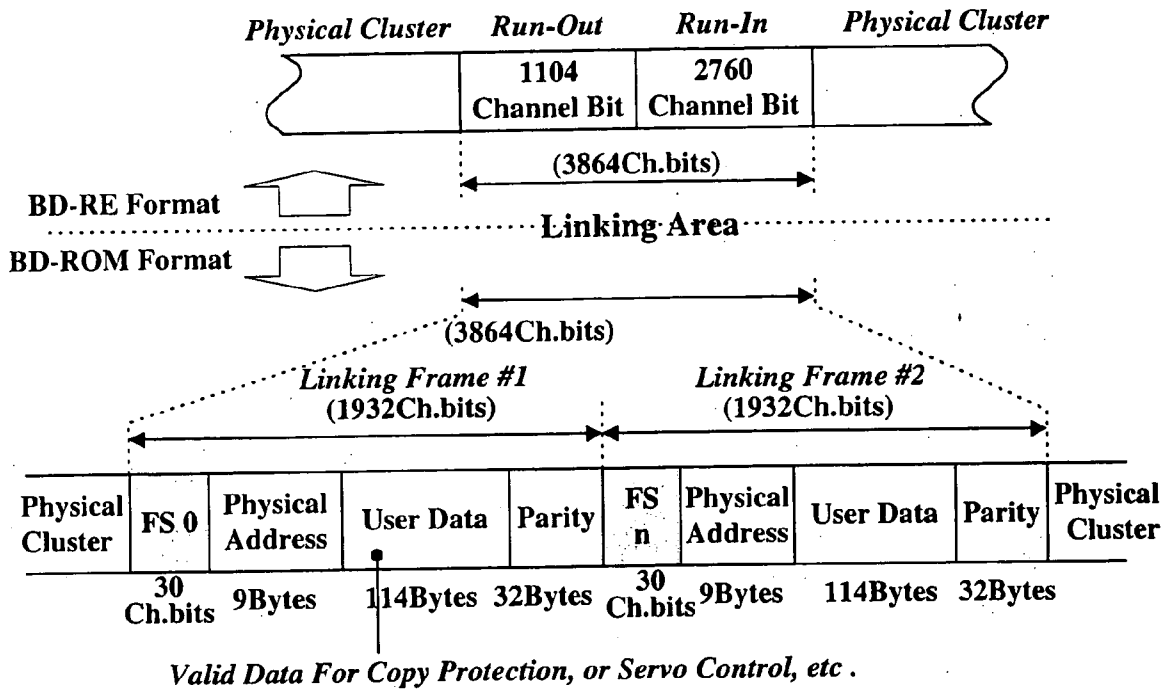 Physical Cluster Run-Out Run-In Physical Cluster
1104 Channel Bit
2760 Channel Bit
(3864Ch.bits)
BD-RE Format
Linking Area
BD-ROM Format
(3864Ch.bits)
Linking Frame #1
(1932Ch.bits)
Linking Frame #2
(1932Ch.bits)
Physical Cluster
FS 0
Physical Address
User Data
Parity
FS n
Physical Address
User Data
Parity
Physical Cluster
30 Ch.bits
9Bytes
114Bytes
32Bytes
30 Ch.bits
9Bytes
114Bytes
32Bytes
Valid Data For Copy Protection, or Servo Control, etc .